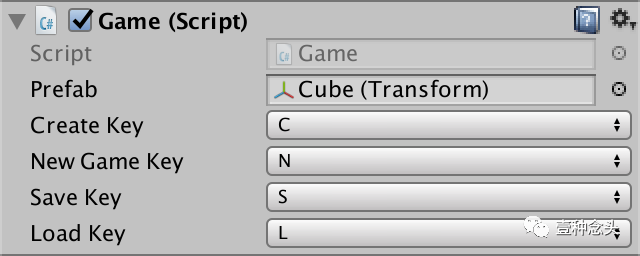 C# Game (Script)
Script C# Game
Prefab Cube (Transform)
Create Key C
New Game Key N
Save Key S
Load Key L
壹种念头